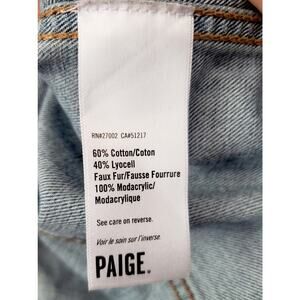 RN#27002 CA#51217
60% Cotton/Coton
40% Lyocell
Faux Fur/Fausse Fourrure
100% Modacrylic/
Modacrylique
See care on reverse.
Voir le soin sur l'inverse.
PAIGE.